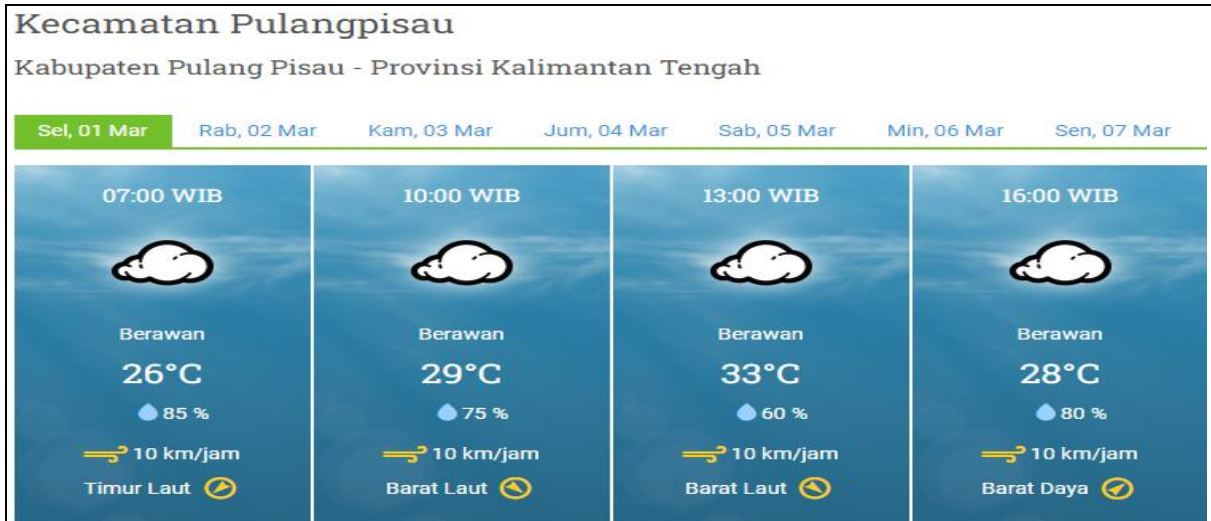 Kecamatan Pulangpisau
Kabupaten Pulang Pisau - Provinsi Kalimantan Tengah
Sel, 01 Mar Rab, 02 Mar Kam, 03 Mar Jum, 04 Mar Sab, 05 Mar Min, 06 Mar Sen, 07 Mar
07:00 WIB 10:00 WIB 13:00 WIB 16:00 WIB
Berawan Berawan Berawan Berawan
26°C 29°C 33°C 28°C
85 % 75 % 60 % 80 %
10 km/jam 10 km/jam 10 km/jam 10 km/jam
Timur Laut Barat Laut Barat Laut Barat Daya